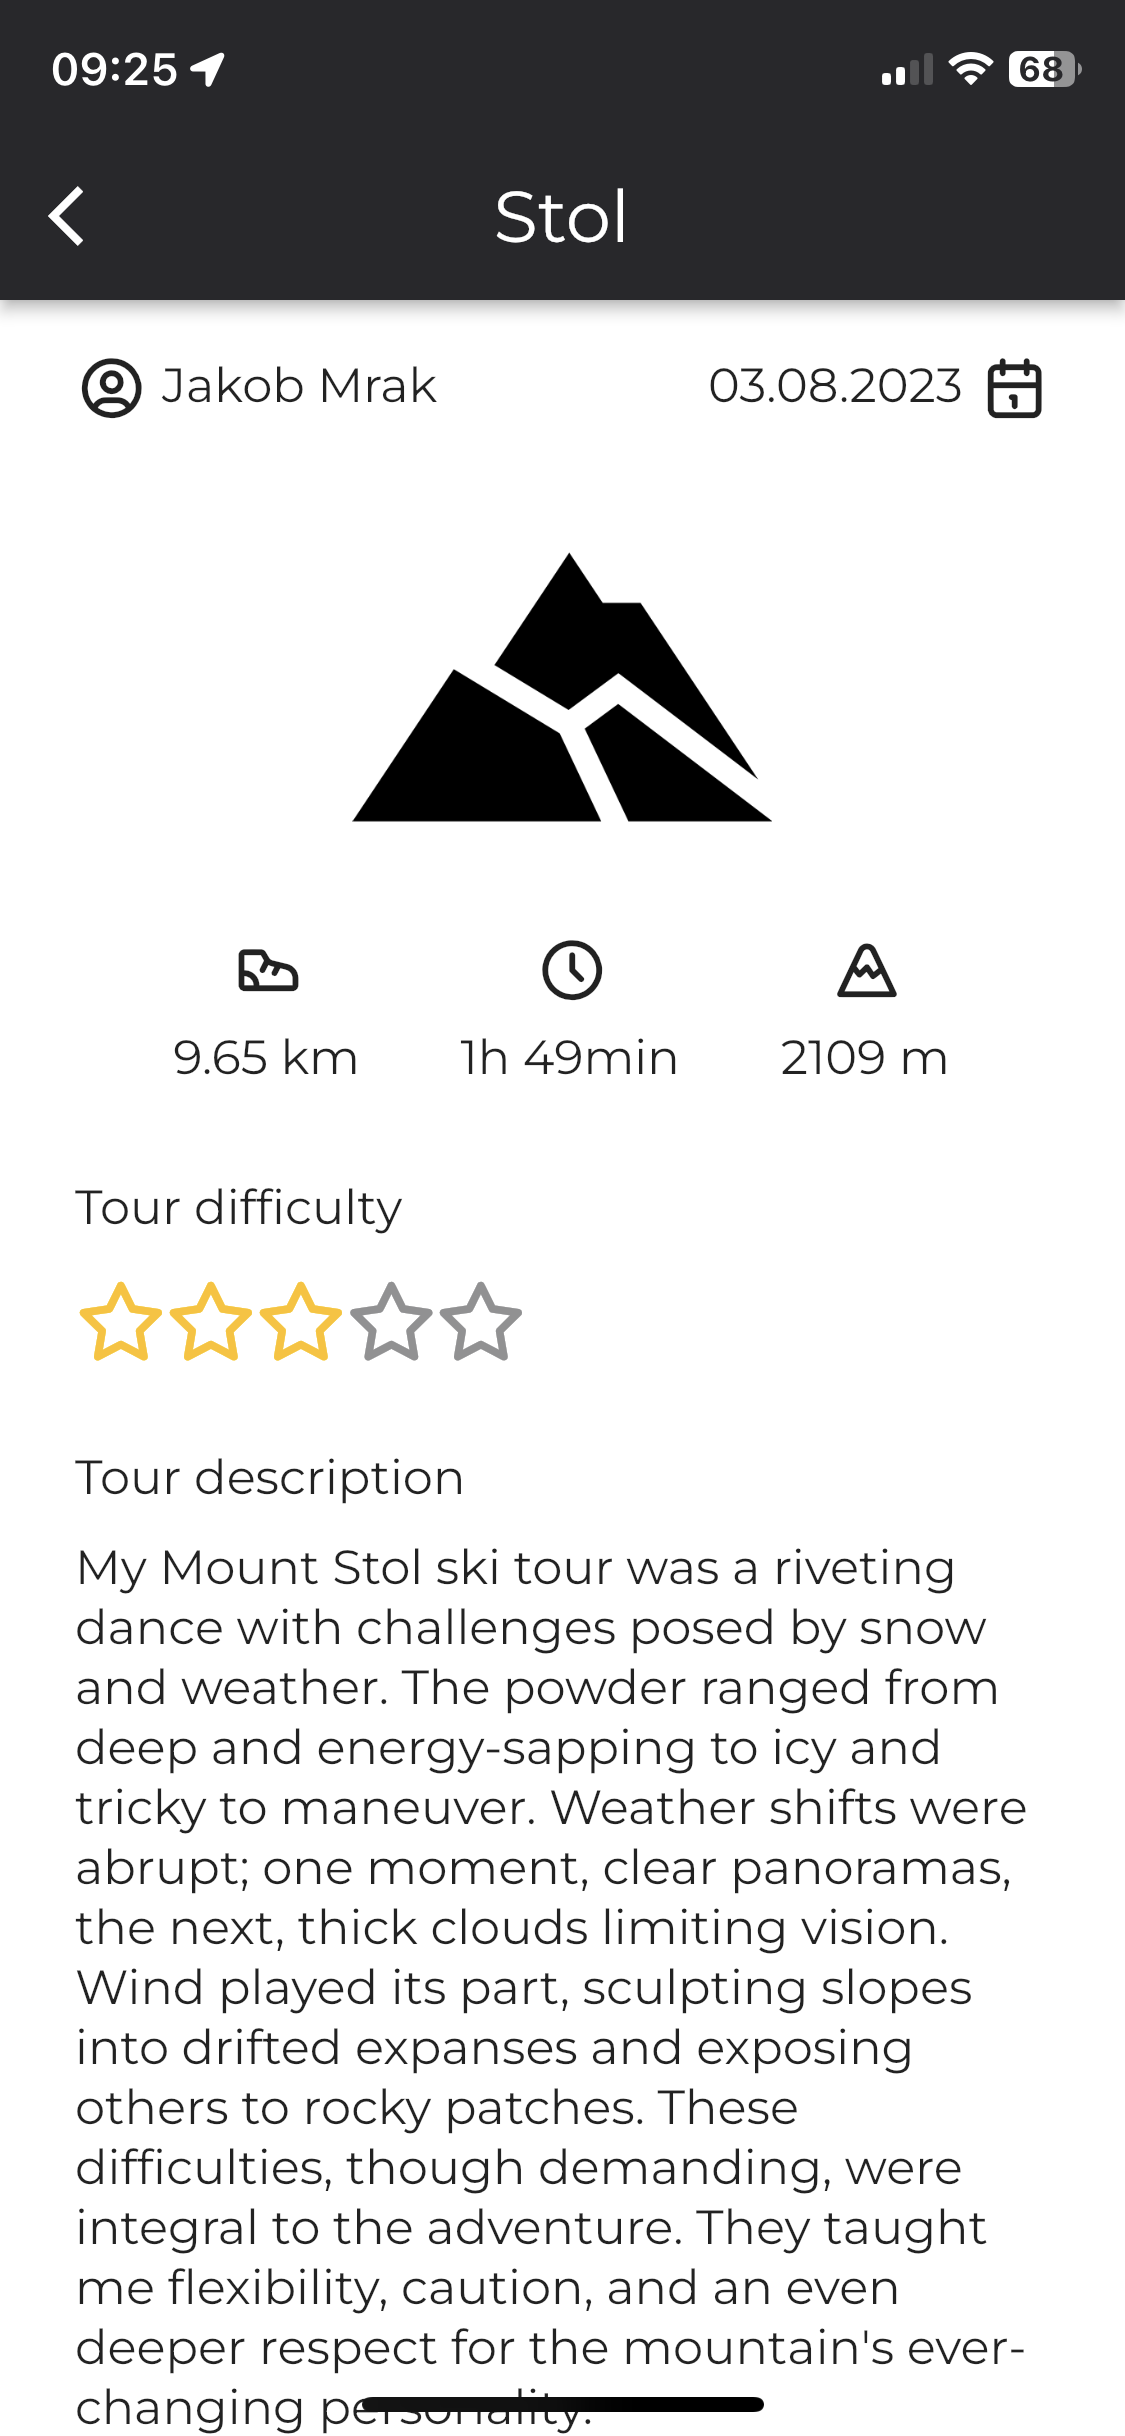 09:25
68
Stol
Jakob Mrak
03.08.2023
9.65 km
1h 49min
2109 m
Tour difficulty
Tour description
My Mount Stol ski tour was a riveting
dance with challenges posed by snow
and weather. The powder ranged from
deep and energy-sapping to icy and
tricky to maneuver. Weather shifts were
abrupt; one moment, clear panoramas,
the next, thick clouds limiting vision.
Wind played its part, sculpting slopes
into drifted expanses and exposing
others to rocky patches. These
difficulties, though demanding, were
integral to the adventure. They taught
me flexibility, caution, and an even
deeper respect for the mountain's ever-
changing personality.